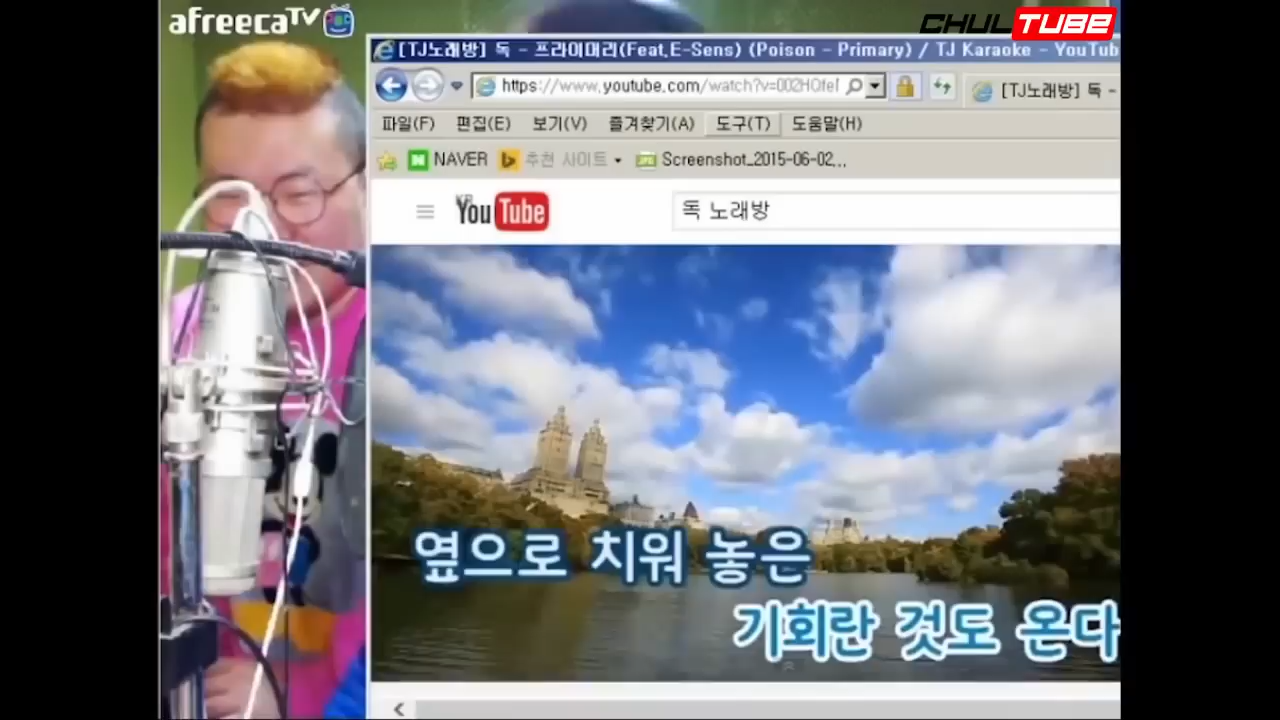 afreecaTV
CHULTUBE
[TJ노래방] 독 - 프라이머리(Feat.E-Sens) (Poison - Primary) / TJ Karaoke - YouTub
https://www.youtube.com/watch?v=
[TJ노래방] 독 -
파일(F) 편집(E) 보기(V) 즐겨찾기(A) 도구(T) 도움말(H)
NAVER 추천 사이트 Screenshot_2015-06-02...
YouTube KR
독 노래방
옆으로 치워 놓은
기회란 것도 온다